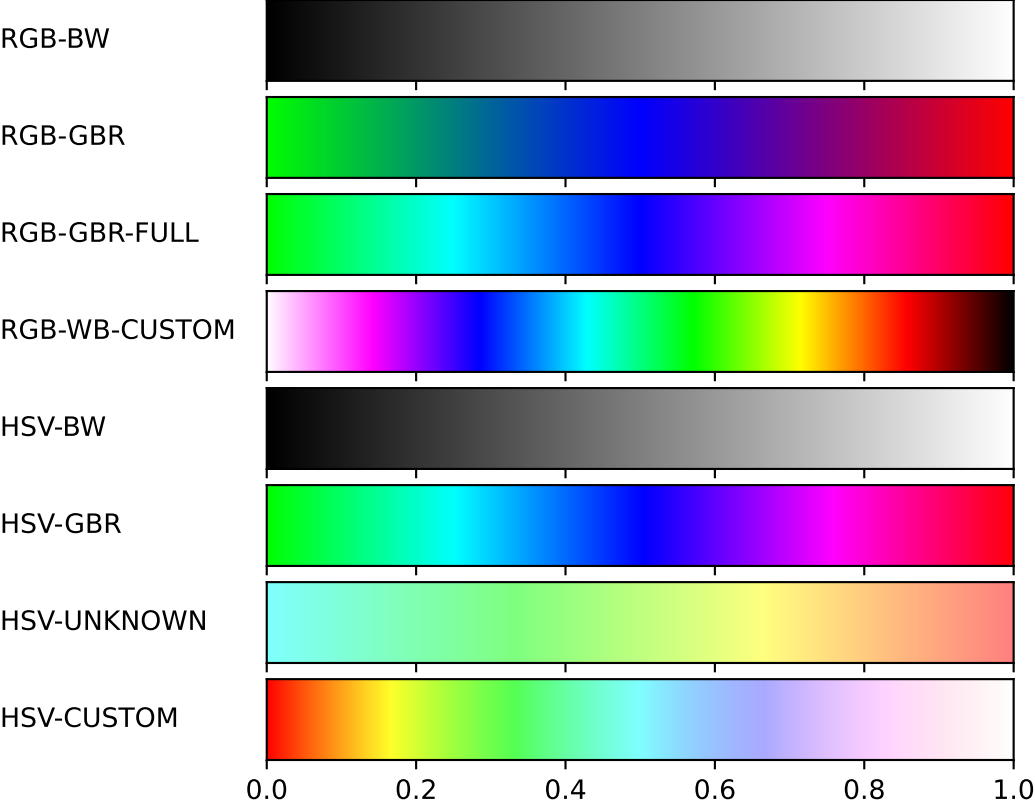 RGB-BW
RGB-GBR
RGB-GBR-FULL
RGB-WB-CUSTOM
HSV-BW
HSV-GBR
HSV-UNKNOWN
HSV-CUSTOM
0.0 0.2 0.4 0.6 0.8 1.0